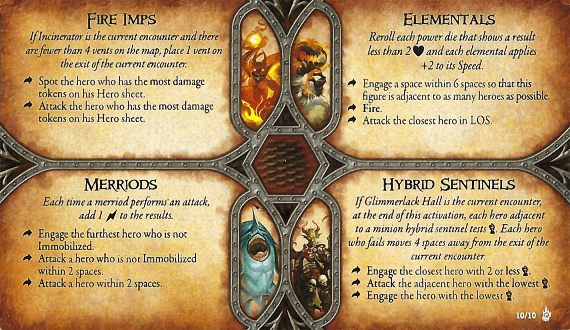 FIRE IMPS
If Incinerator is the current encounter and there
are fewer than 4 vents on the map, place 1 vent on
the exit of the current encounter.
Spot the hero who has the most damage
tokens on his Hero sheet.
Attack the hero who has the most damage
tokens on his Hero sheet.
ELEMENTALS
Reroll each power die that shows a result
less than 2 and each elemental applies
+2 to its Speed.
Engage a space within 6 spaces so that this
figure is adjacent to as many heroes as possible.
Fire.
Attack the closest hero in LOS.
MERRIODS
Each time a merriod performs an attack,
add 1 to the results.
Engage the furthest hero who is not
Immobilized.
Attack a hero who is not Immobilized
within 2 spaces.
Attack a hero within 2 spaces.
HYBRID SENTINELS
If Glimmerlack Hall is the current encounter,
at the end of this activation, each hero adjacent
to a minion hybrid sentinel tests . Each hero
who fails moves 4 spaces away from the exit of the
current encounter.
Engage the closest hero with 2 or less .
Attack the adjacent hero with the lowest .
Engage the hero with the lowest .
10/10